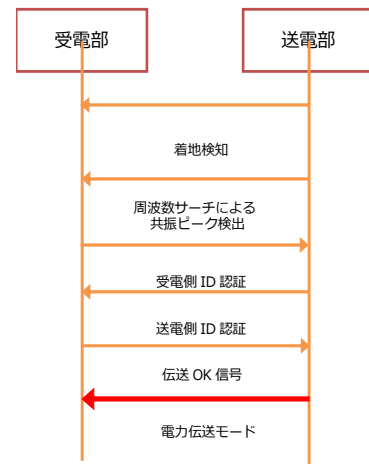 受電部
送電部
着地検知
周波数サーチによる
共振ピーク検出
受電側 ID 認証
送電側 ID 認証
伝送 OK 信号
電力伝送モード